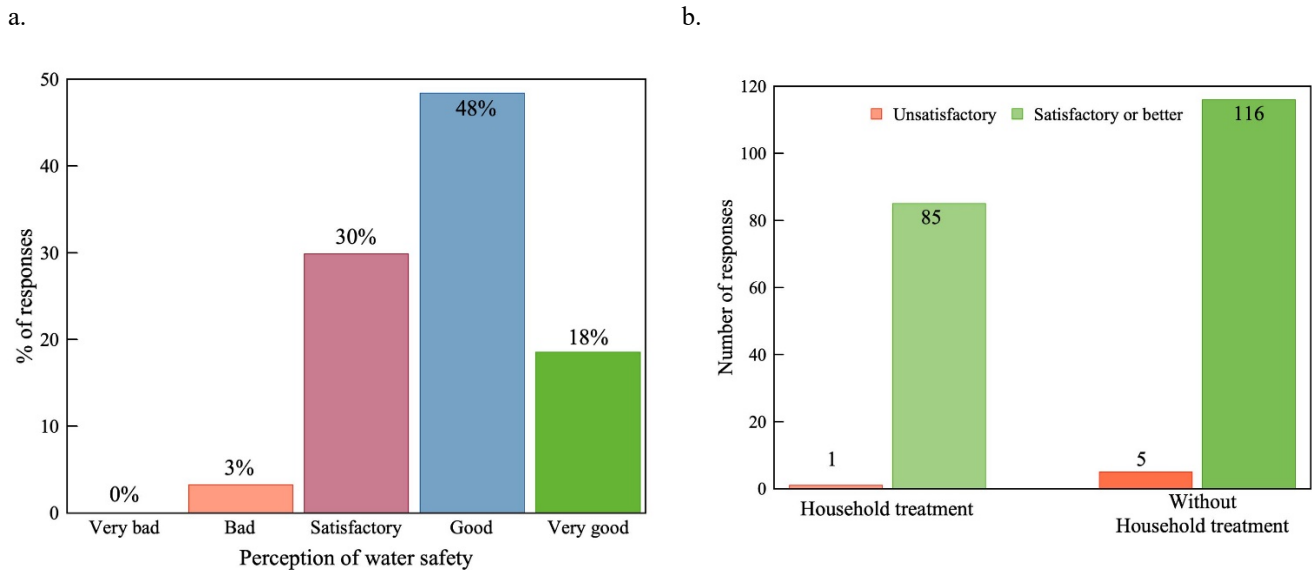 a.
50
40
30
20
10
0
% of responses
0%
3%
30%
48%
18%
Very bad
Bad
Satisfactory
Good
Very good
Perception of water safety
b.
120
100
80
60
40
20
0
Number of responses
Unsatisfactory
Satisfactory or better
1
85
5
116
Household treatment
Without
Household treatment